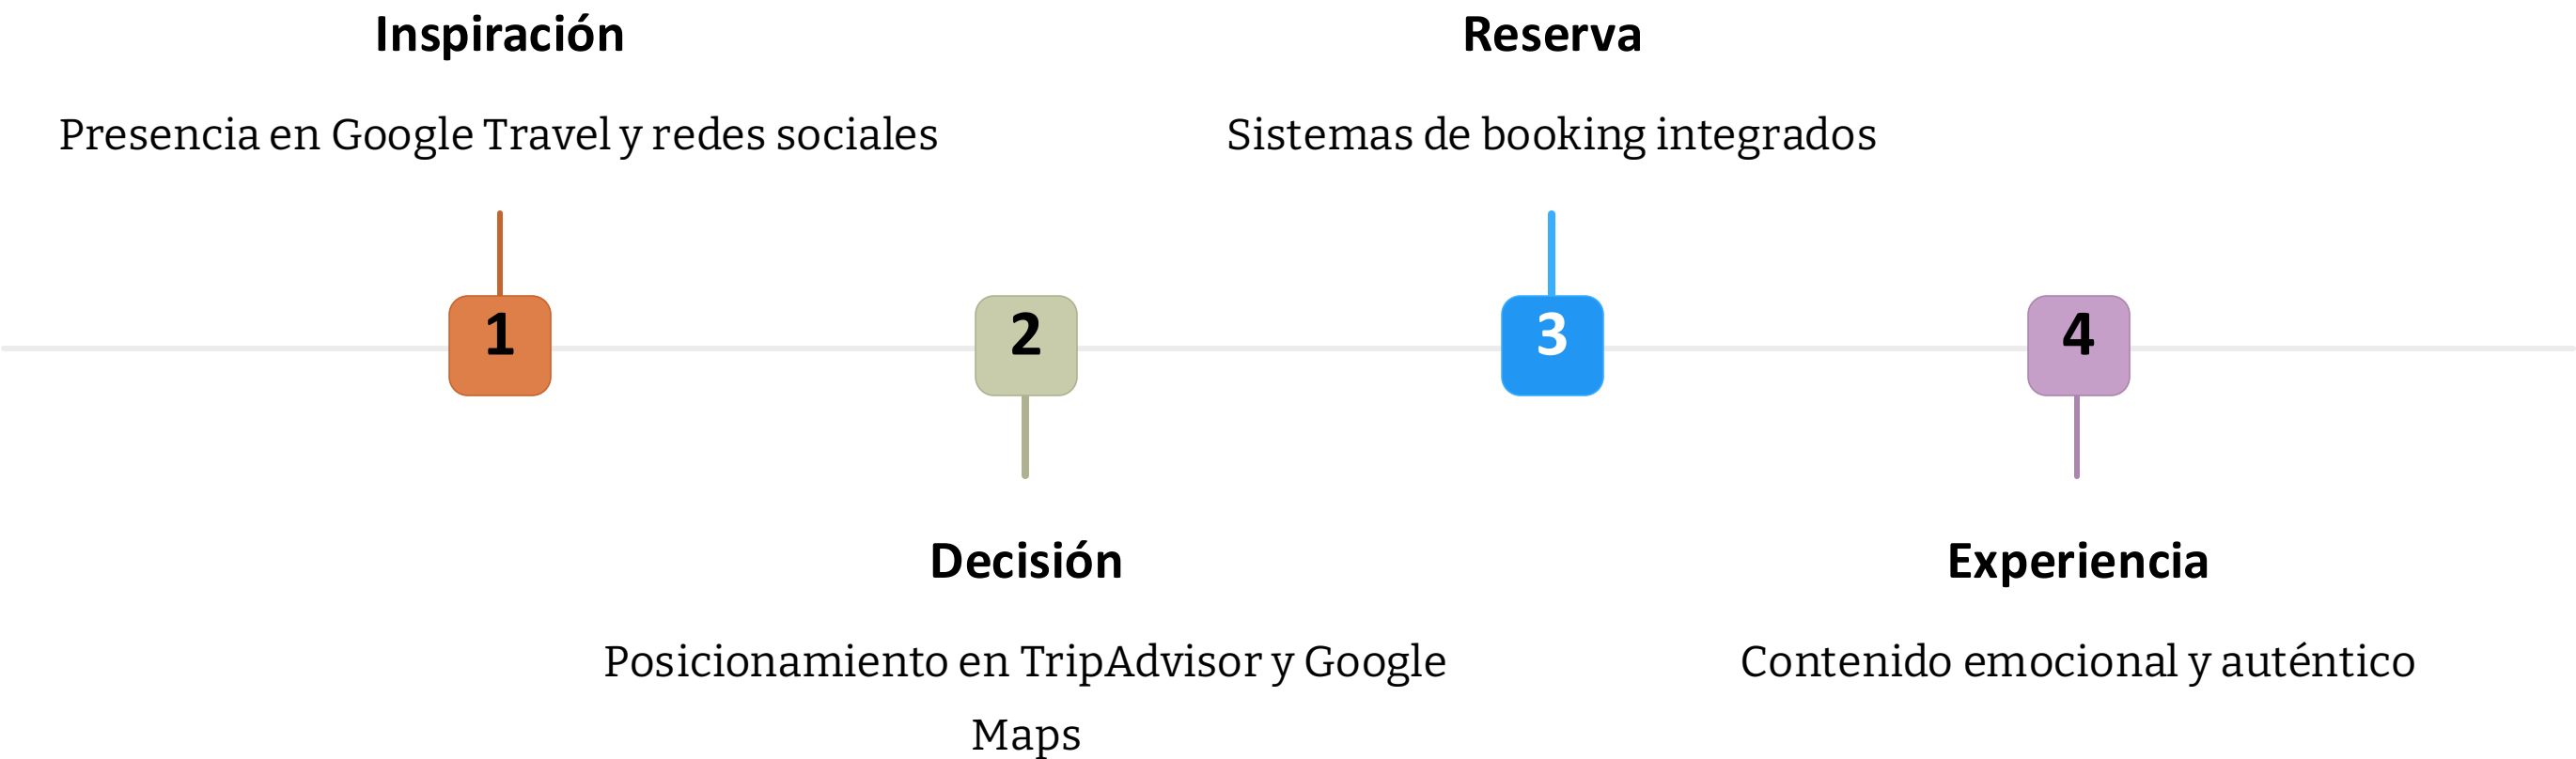 Inspiración
Presencia en Google Travel y redes sociales
1
2
Decisión
Posicionamiento en TripAdvisor y Google
Maps
Reserva
Sistemas de booking integrados
3
4
Experiencia
Contenido emocional y auténtico